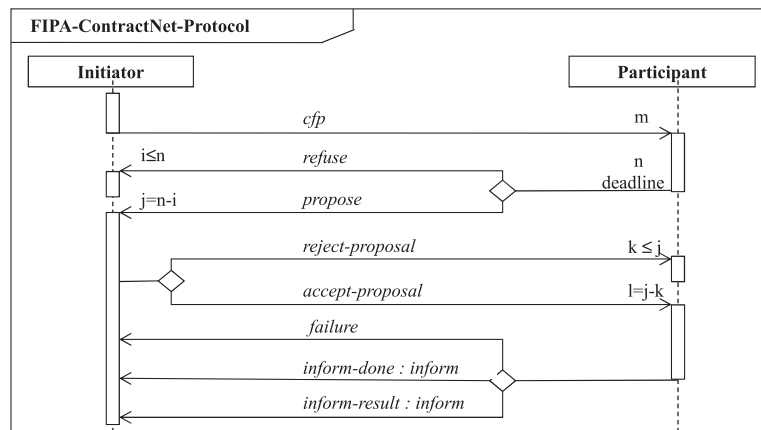 FIPA-ContractNet-Protocol
Initiator
Participant
cfp
m
i≤n
refuse
n
deadline
j=n-i
propose
reject-proposal
k ≤ j
accept-proposal
l=j-k
failure
inform-done : inform
inform-result : inform